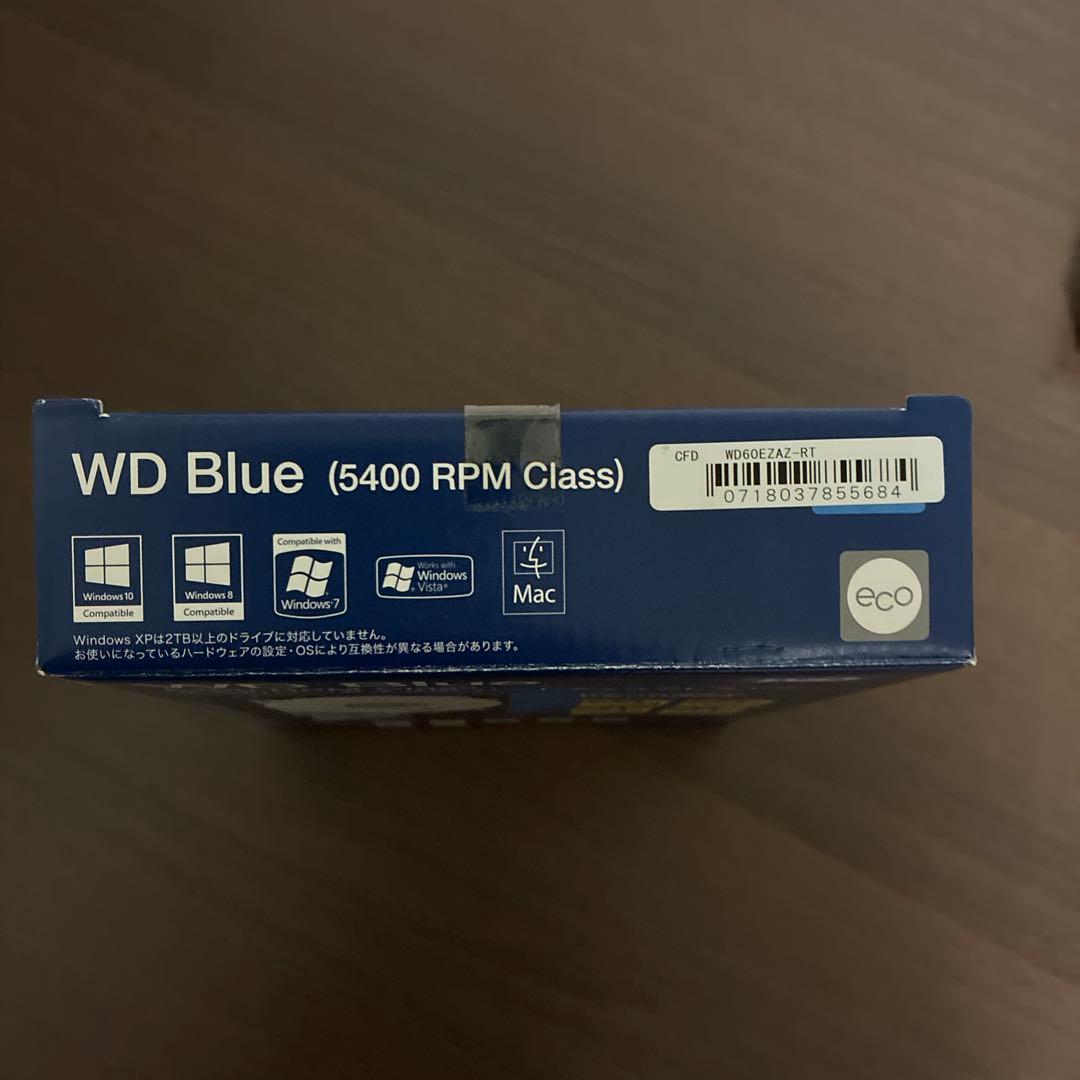 WD Blue (5400 RPM Class)
CFD WD60EZAZ-RT
0718037855684
Windows 10
Compatible
Windows 8
Compatible
Compatible with
Windows 7
Works with
Windows
Vista
Mac
eco
Windows XPは2TB以上のドライブに対応していません。
お使いになっているハードウェアの設定・OSにより互換性が異なる場合があります。